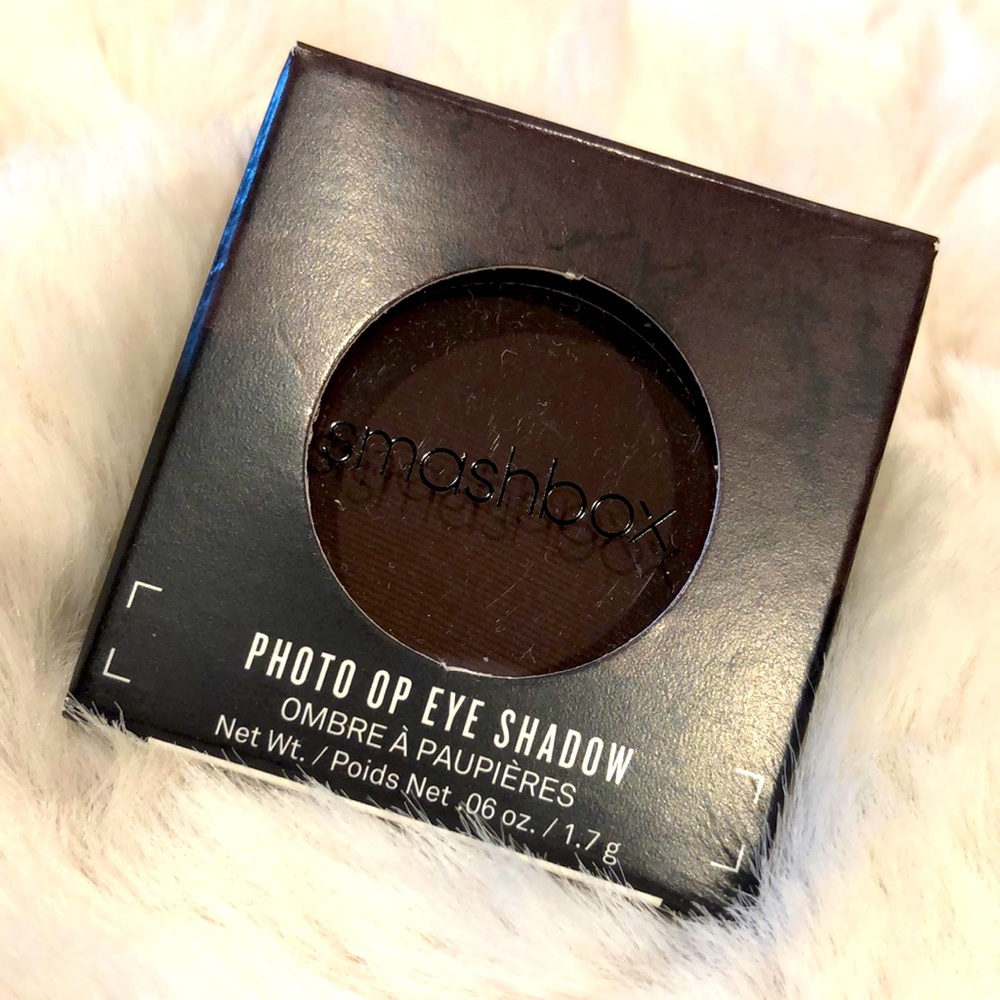 smashbox
PHOTO OP EYE SHADOW
OMBRE À PAUPIÈRES
Net Wt. / Poids Net .06 oz. / 1.7 g